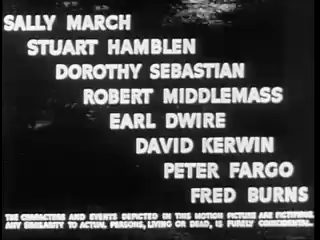 SALLY MARCH
STUART HAMBLEN
DOROTHY SEBASTIAN
ROBERT MIDDLEMASS
EARL DWIRE
DAVID KERWIN
PETER FARGO
FRED BURNS
THE CHARACTERS AND EVENTS DEPICTED IN THIS MOTION PICTURE ARE FICTITIOUS.
ANY SIMILARITY TO ACTUAL PERSONS, LIVING OR DEAD, IS PURELY COINCIDENTAL.